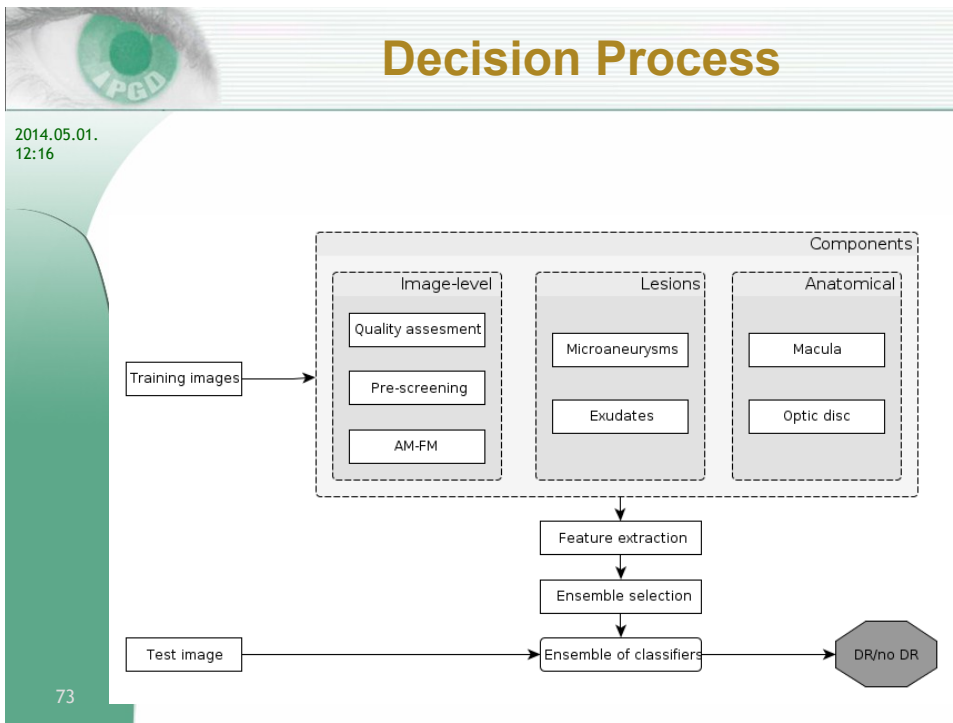 IPGD
Decision Process
2014.05.01.
12:16
Components
Image-level
Quality assesment
Pre-screening
AM-FM
Lesions
Microaneurysms
Exudates
Anatomical
Macula
Optic disc
Training images
Feature extraction
Ensemble selection
Test image
Ensemble of classifiers
DR/no DR
73